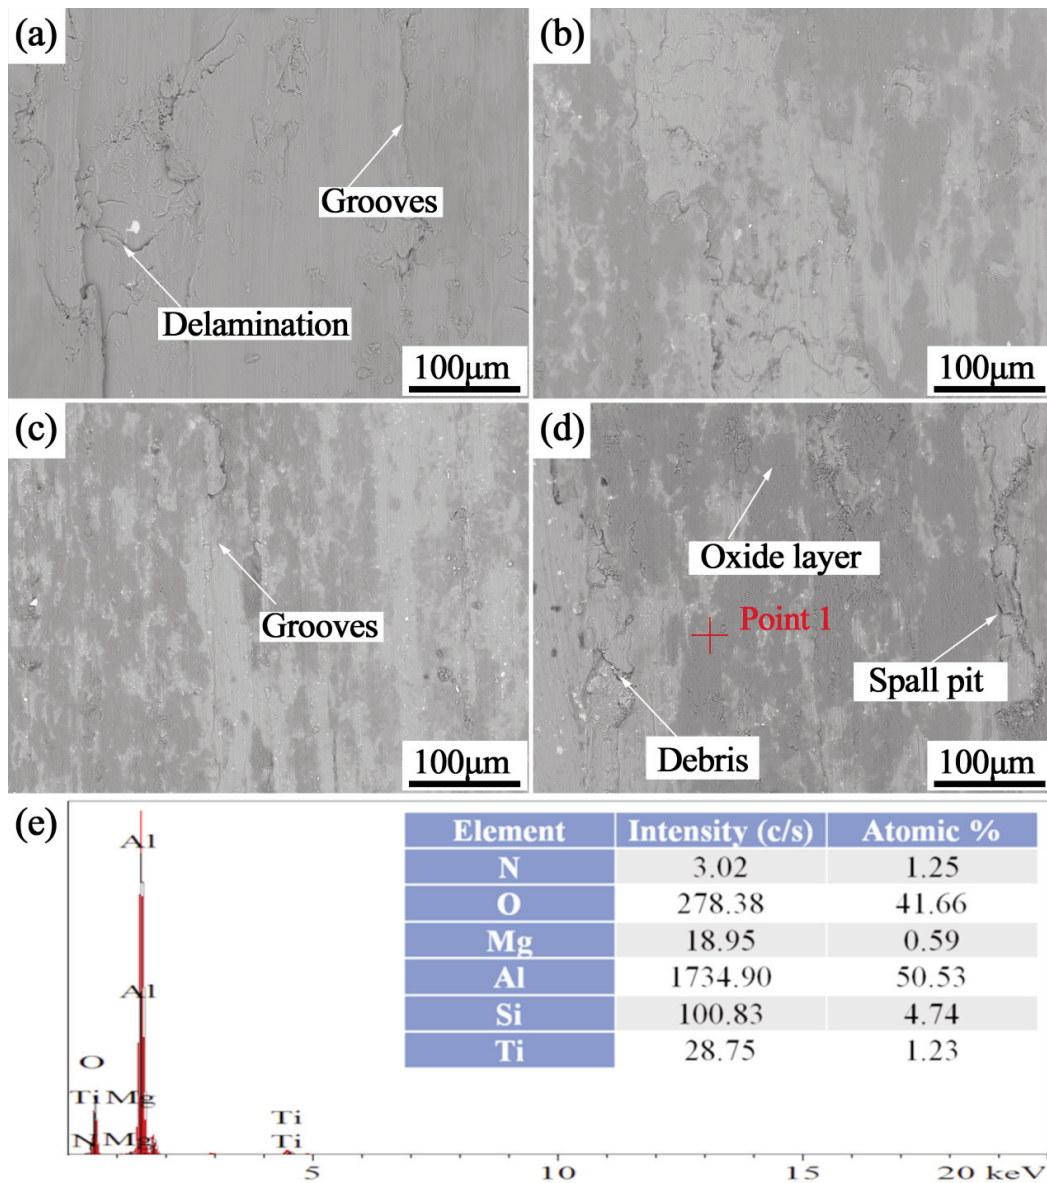 (a)
Grooves
Delamination
100μm
(b)
100μm
(c)
Grooves
100μm
(d)
Oxide layer
Point 1
Spall pit
Debris
100μm
(e)
Al
Al
O
Ti Mg
N Mg
Ti
Ti
5
10
15
20 keV
Element Intensity (c/s) Atomic %
N 3.02 1.25
O 278.38 41.66
Mg 18.95 0.59
Al 1734.90 50.53
Si 100.83 4.74
Ti 28.75 1.23